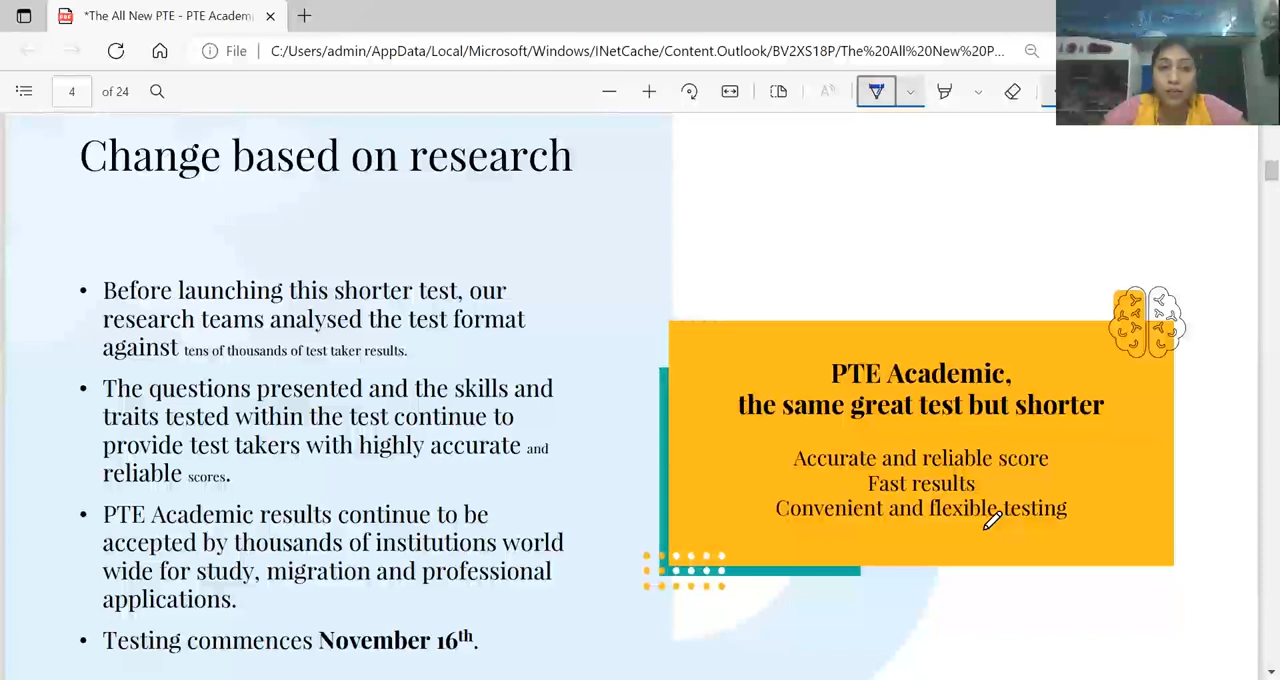 *The All New PTE - PTE Academ
File
C:/Users/admin/AppData/Local/Microsoft/Windows/INetCache/Content.Outlook/BV2XS18P/The%20All%20New%20P...
4 of 24
Change based on research
• Before launching this shorter test, our
research teams analysed the test format
against tens of thousands of test taker results.
• The questions presented and the skills and
traits tested within the test continue to
provide test takers with highly accurate and
reliable scores.
• PTE Academic results continue to be
accepted by thousands of institutions world
wide for study, migration and professional
applications.
• Testing commences November 16th.
PTE Academic,
the same great test but shorter
Accurate and reliable score
Fast results
Convenient and flexible testing